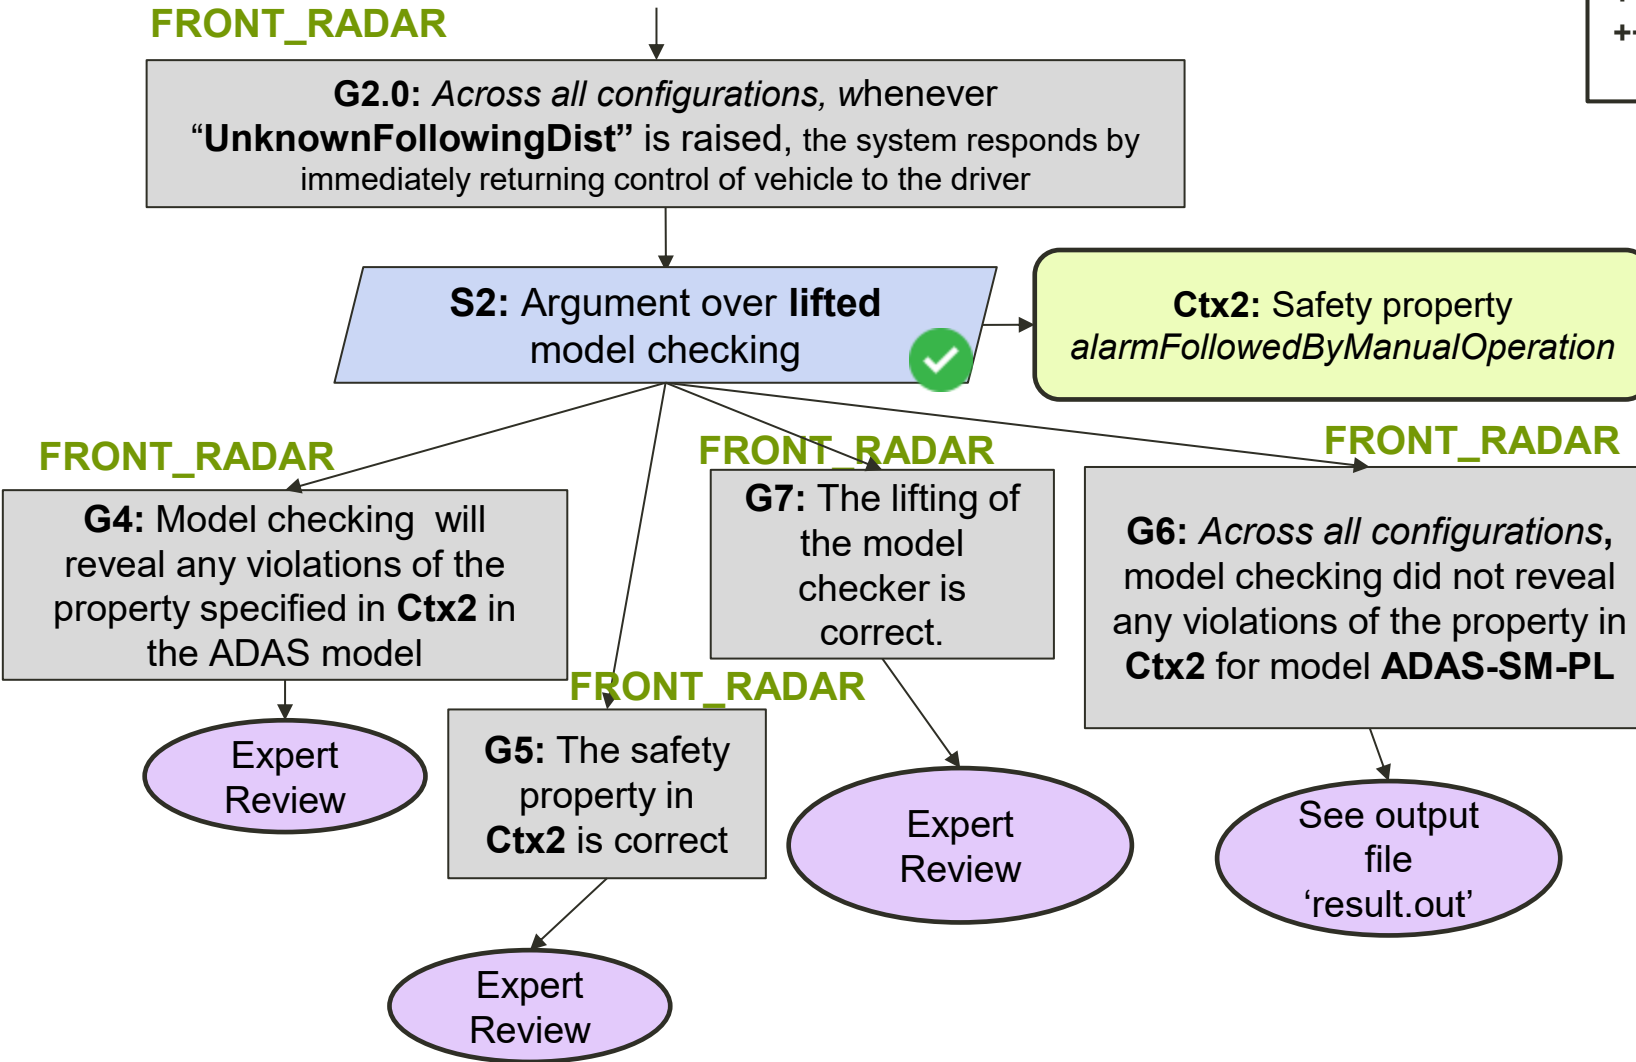 FRONT_RADAR
G2.0: Across all configurations, whenever
“UnknownFollowingDist” is raised, the system responds by
immediately returning control of vehicle to the driver
S2: Argument over lifted
model checking
Ctx2: Safety property
alarmFollowedByManualOperation
FRONT_RADAR
G4: Model checking will
reveal any violations of the
property specified in Ctx2 in
the ADAS model
Expert
Review
FRONT_RADAR
G5: The safety
property in
Ctx2 is correct
Expert
Review
FRONT_RADAR
G7: The lifting of
the model
checker is
correct.
Expert
Review
FRONT_RADAR
G6: Across all configurations,
model checking did not reveal
any violations of the property in
Ctx2 for model ADAS-SM-PL
See output
file
‘result.out’